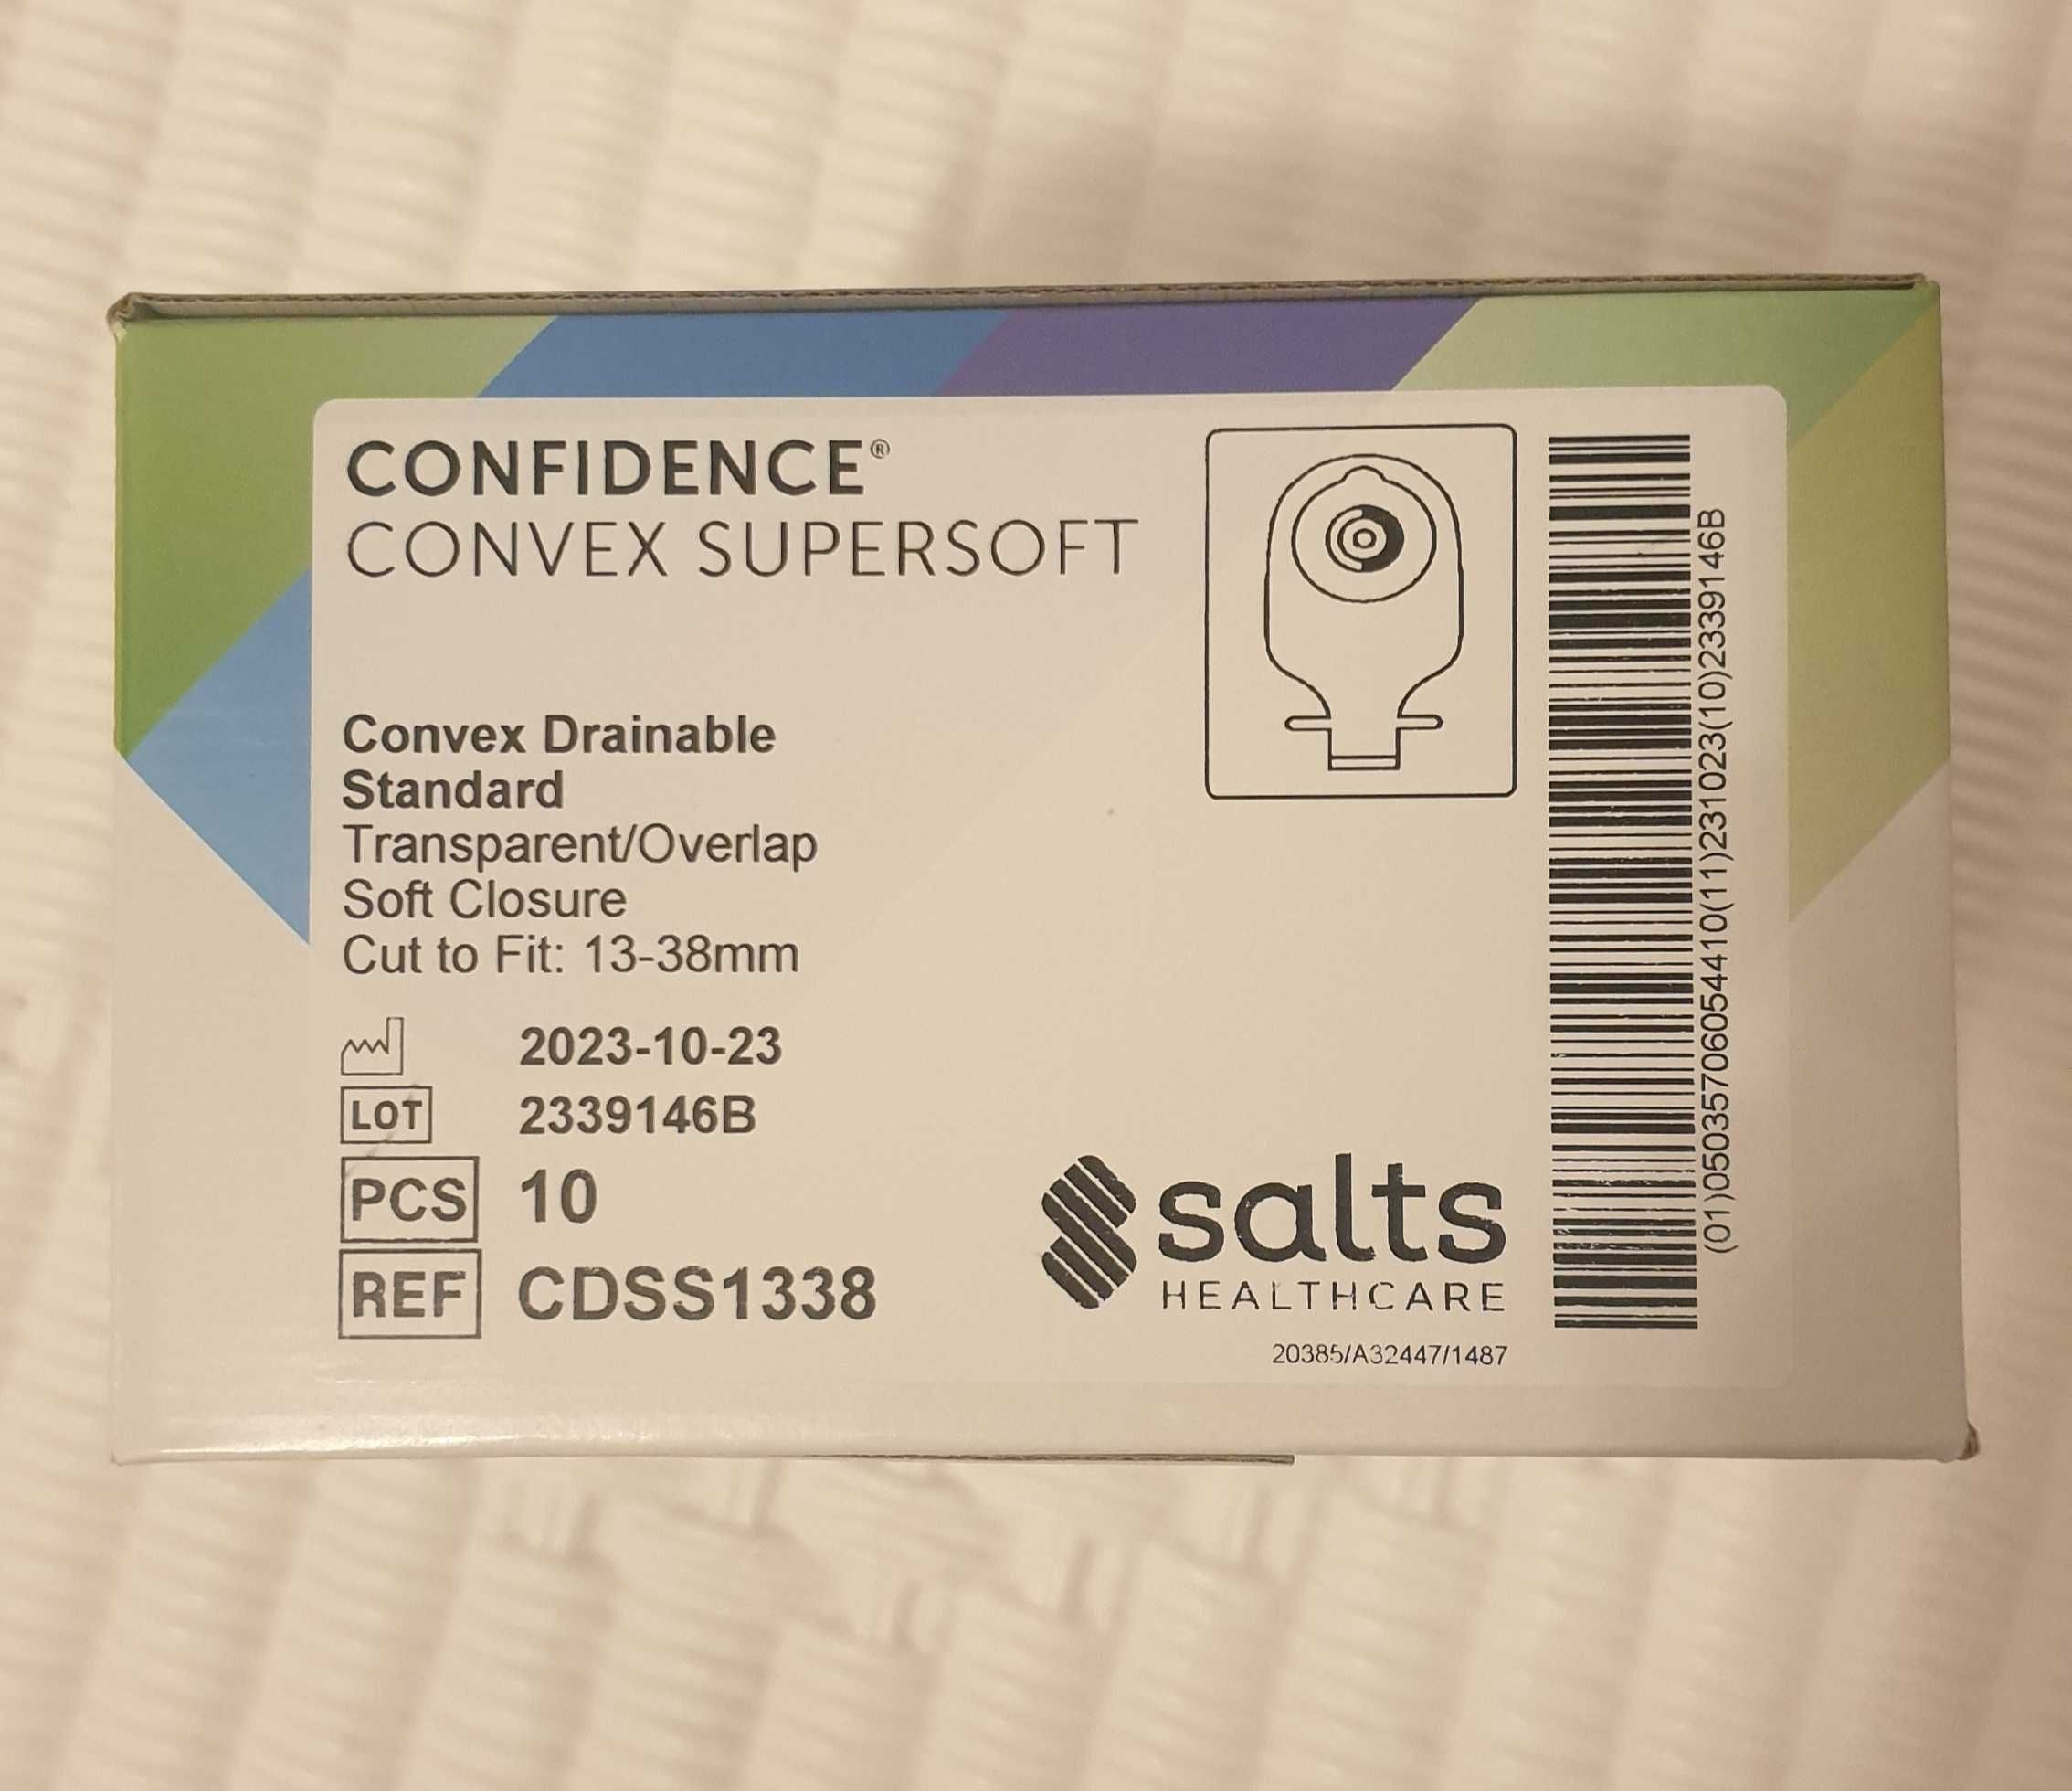 CONFIDENCE®
CONVEX SUPERSOFT
Convex Drainable
Standard
Transparent/Overlap
Soft Closure
Cut to Fit: 13-38mm
2023-10-23
LOT 2339146B
PCS 10
REF CDSS1338
salts
HEALTHCARE
20385/A32447/1487
(01)05035706054410(11)231023(10)2339146B